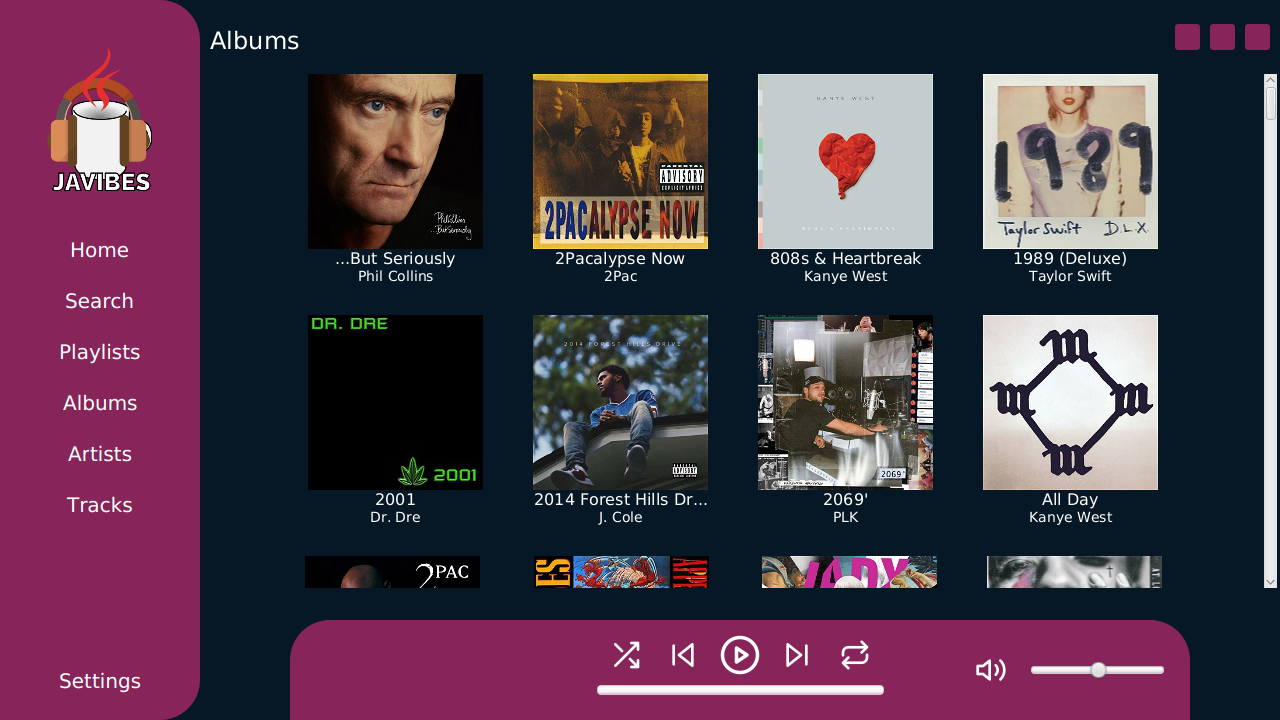 Albums
JAVIBES
Home
Search
Playlists
Albums
Artists
Tracks
Settings
Phil Collins
...But Seriously
...But Seriously
Phil Collins
PARENTAL
ADVISORY
EXPLICIT LYRICS
2PACALYPSE NOW
2Pacalypse Now
2Pac
KANYE WEST
808S & HEARTBREAK
808s & Heartbreak
Kanye West
1989
Taylor Swift D.L.X.
1989 (Deluxe)
Taylor Swift
DR. DRE
2001
2001
Dr. Dre
2014 FOREST HILLS DRIVE
ADVISORY
2014 Forest Hills Dr...
J. Cole
2069'
2069'
PLK
m
m
m
m
All Day
Kanye West
2PAC